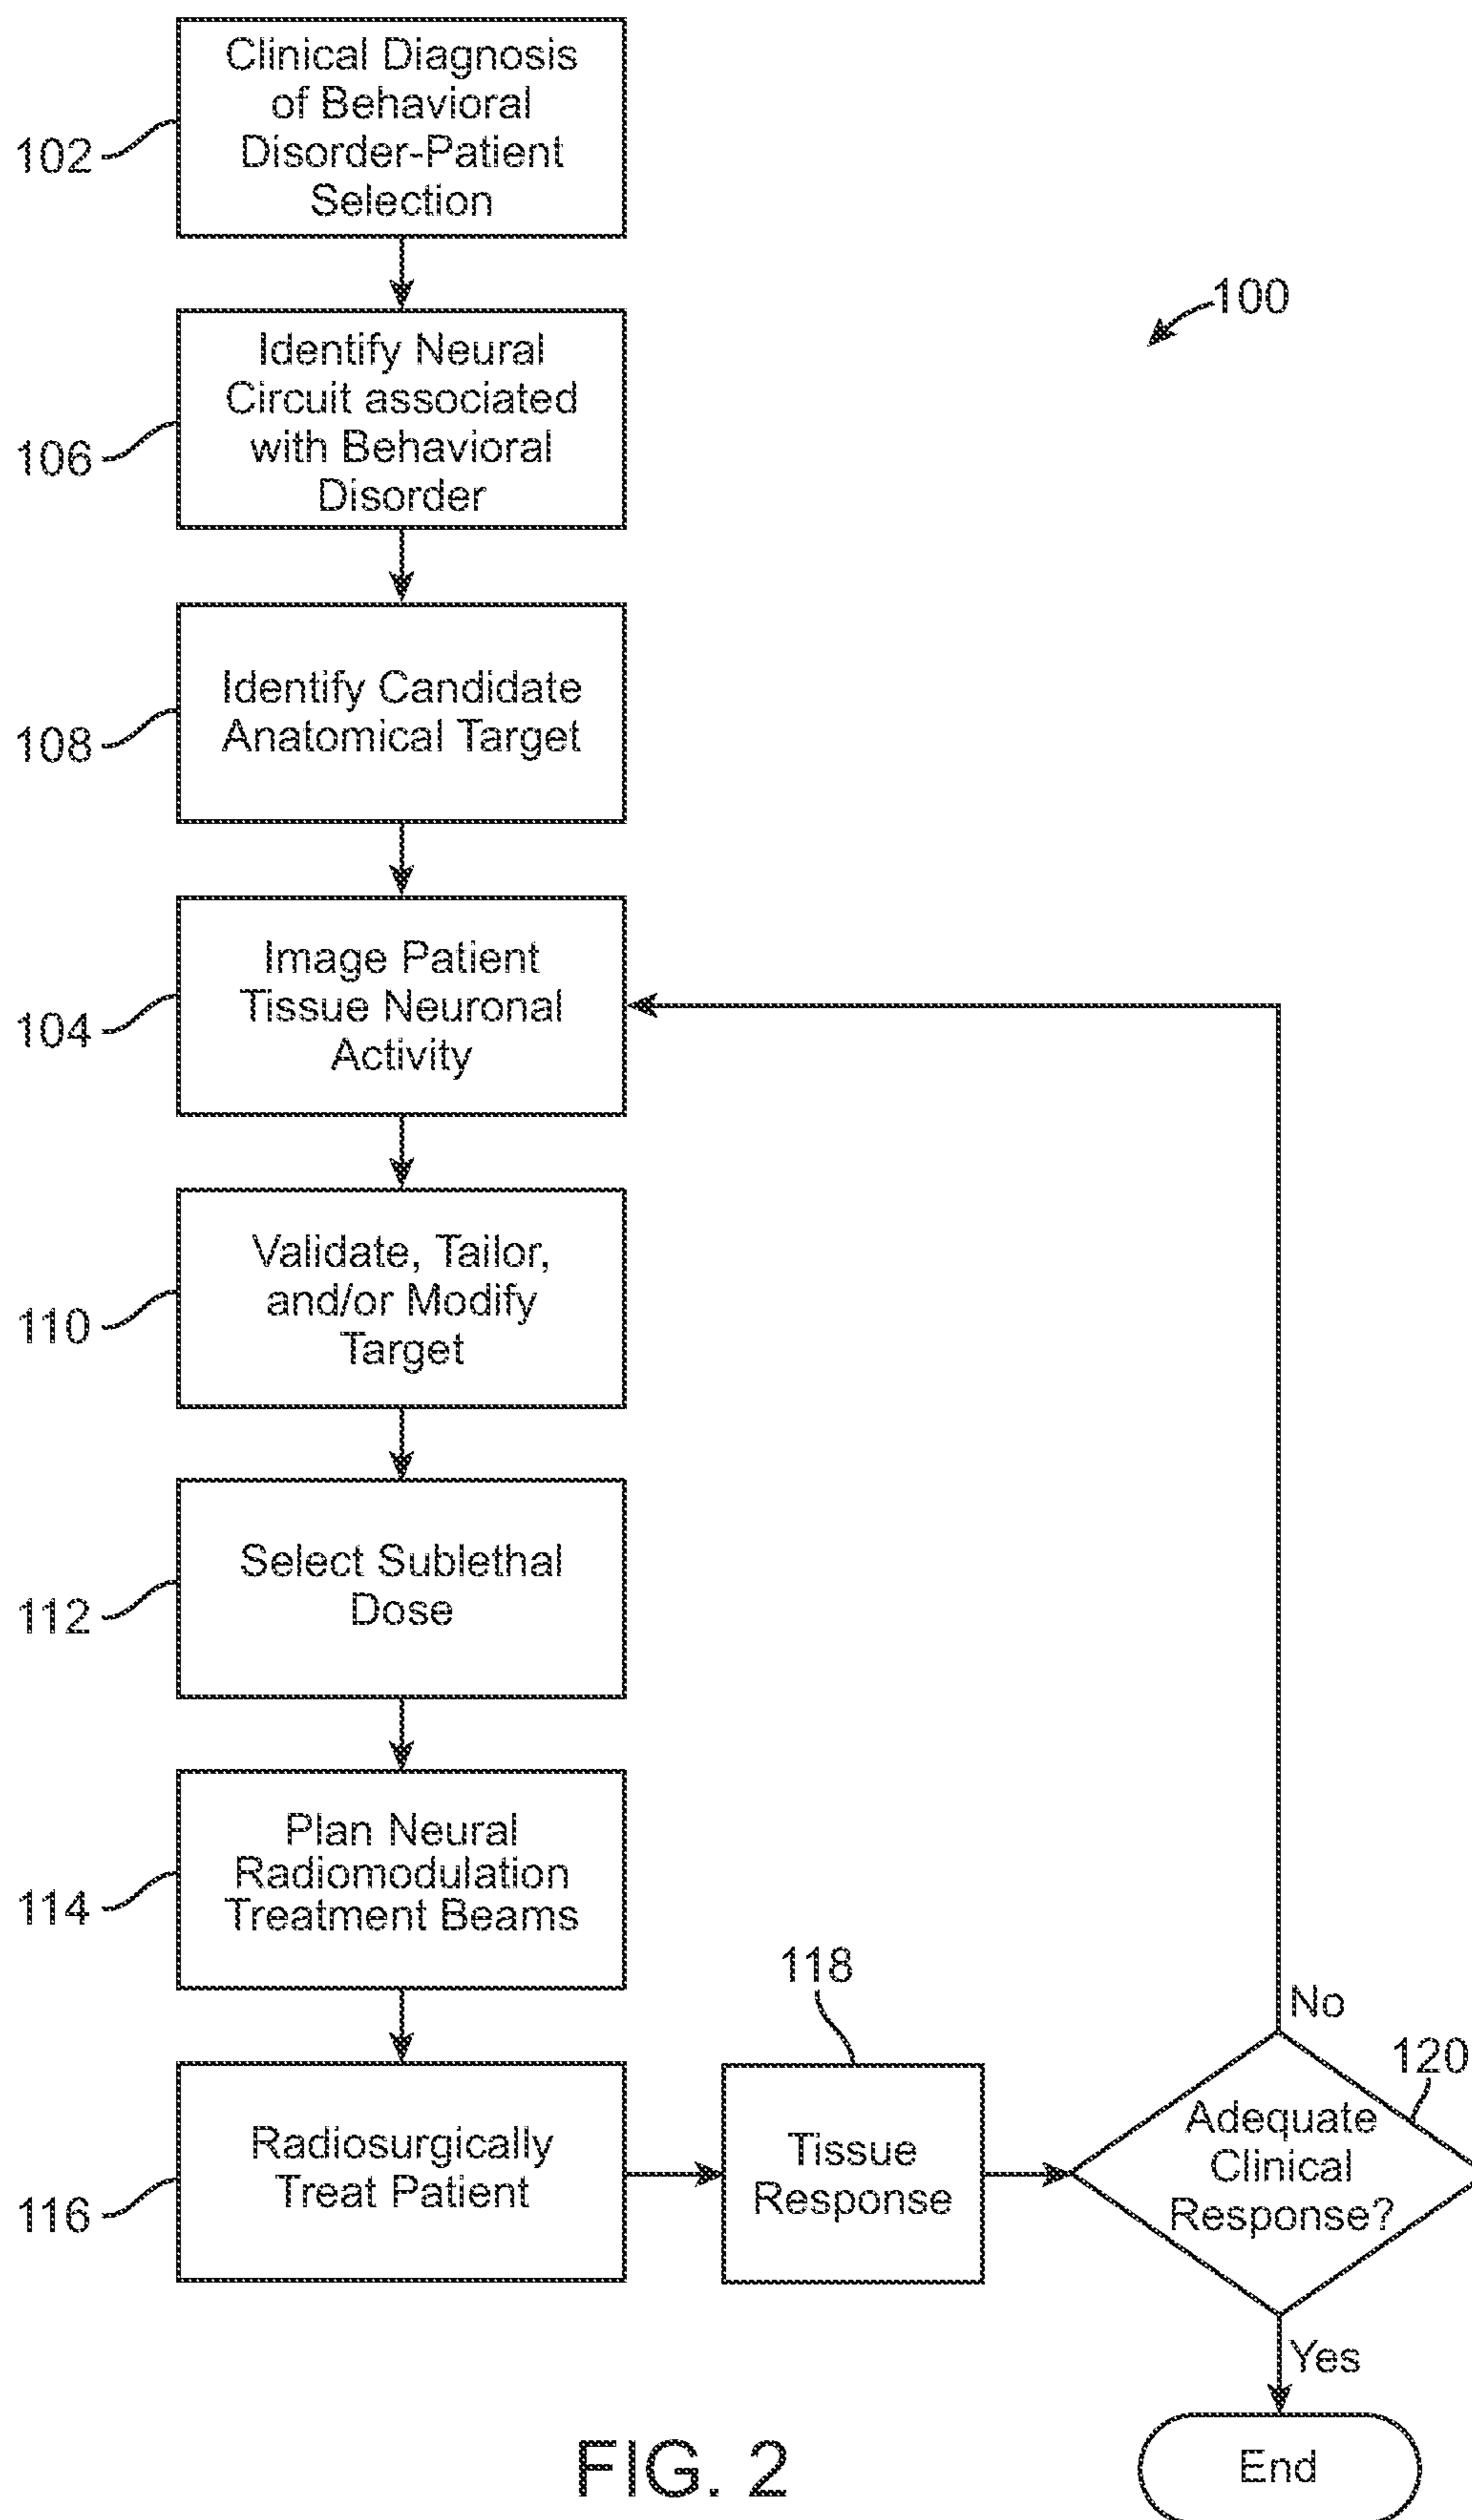 Clinical Diagnosis
of Behavioral
Disorder-Patient
Selection
102
100
Identify Neural
Circuit associated
with Behavioral
Disorder
106
Identify Candidate
Anatomical Target
108
Image Patient
Tissue Neuronal
Activity
104
Validate, Tailor,
and/or Modify
Target
110
Select Sublethal
Dose
112
Plan Neural
Radiomodulation
Treatment Beams
114
Radiosurgically
Treat Patient
116
118
Tissue
Response
No
120
Adequate
Clinical
Response?
Yes
End
FIG. 2